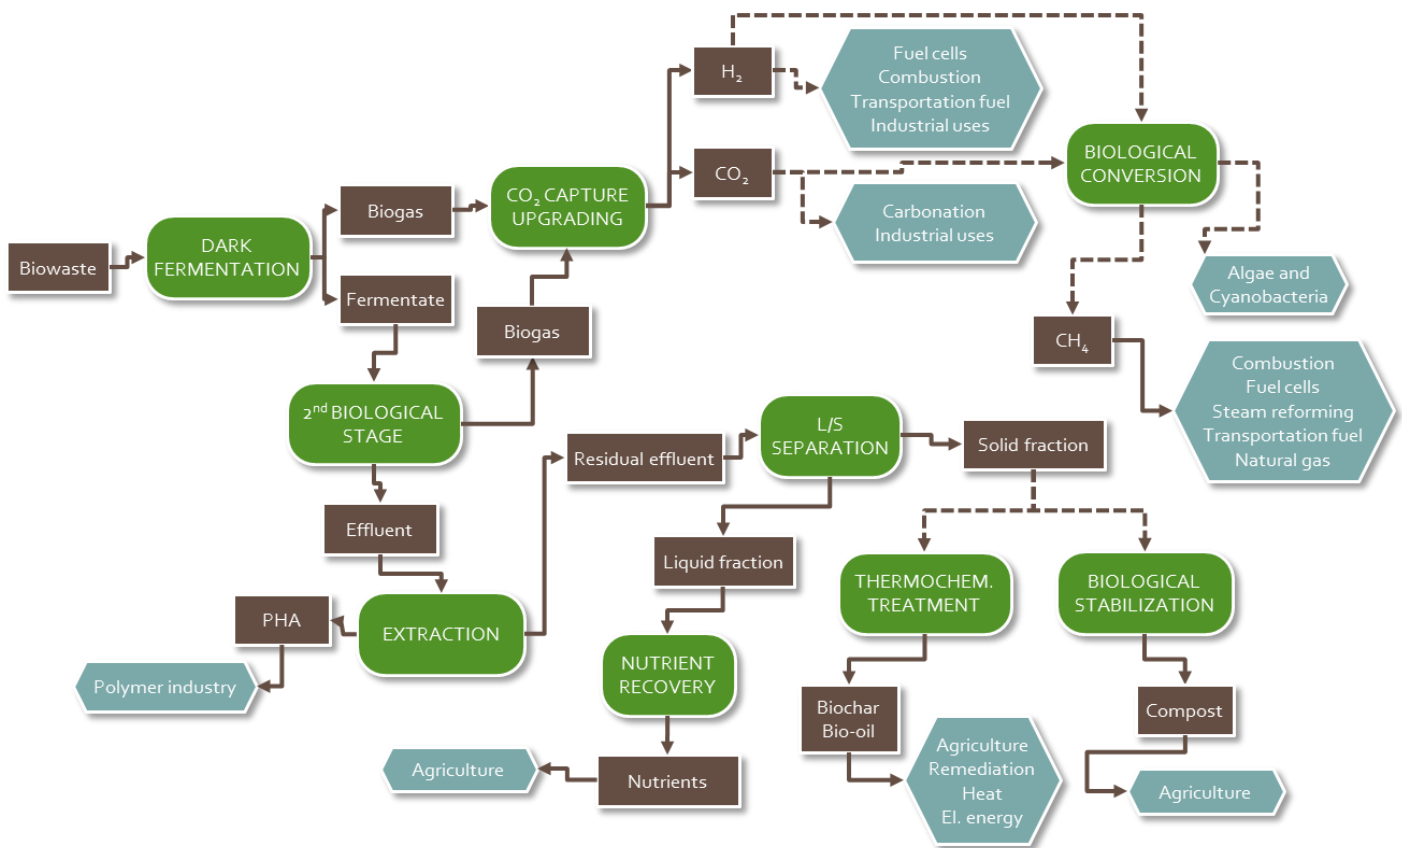 Fuel cells
Combustion
Transportation fuel
Industrial uses
H₂
BIOLOGICAL
CONVERSION
CO₂
CO₂ CAPTURE
UPGRADING
Biogas
Carbonation
Industrial uses
DARK
FERMENTATION
Biowaste
Algae and
Cyanobacteria
Fermentate
Biogas
CH₄
Combustion
Fuel cells
Steam reforming
Transportation fuel
Natural gas
2ⁿᵈ BIOLOGICAL
STAGE
L/S
SEPARATION
Residual effluent
Solid fraction
Effluent
Liquid fraction
THERMOCHEM.
TREATMENT
BIOLOGICAL
STABILIZATION
PHA
EXTRACTION
NUTRIENT
RECOVERY
Polymer industry
Biochar
Bio-oil
Compost
Agriculture
Remediation
Heat
El. energy
Agriculture
Nutrients
Agriculture